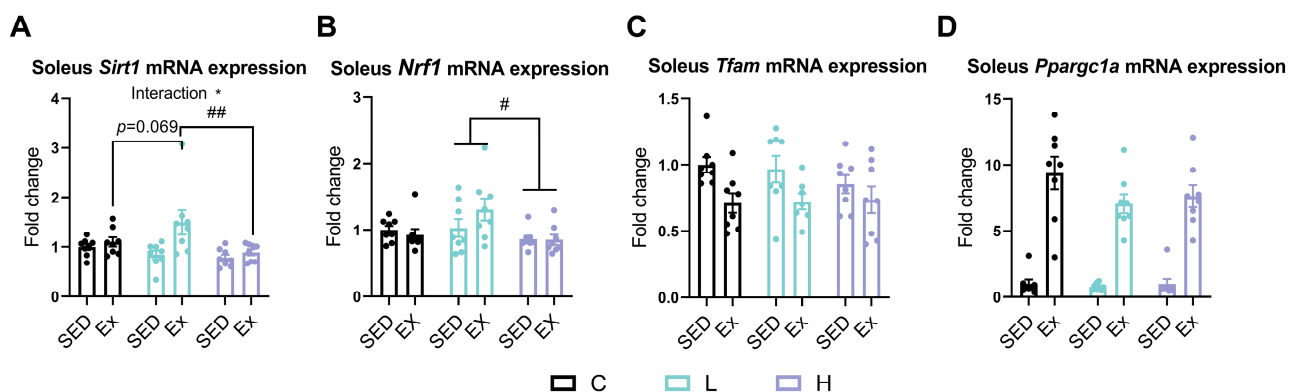 A
B
C
D
Soleus Sirt1 mRNA expression
Soleus Nrf1 mRNA expression
Soleus Tfam mRNA expression
Soleus Ppargc1a mRNA expression
Interaction *
##
p=0.069
Fold change
4
3
2
1
0
SED
Ex
SED
Ex
SED
Ex
#
Fold change
3
2
1
0
SED
EX
SED
EX
SED
EX
Fold change
1.5
1.0
0.5
0.0
SED
Ex
SED
Ex
SED
Ex
Fold change
15
10
5
0
SED
Ex
SED
Ex
SED
Ex
C
L
H